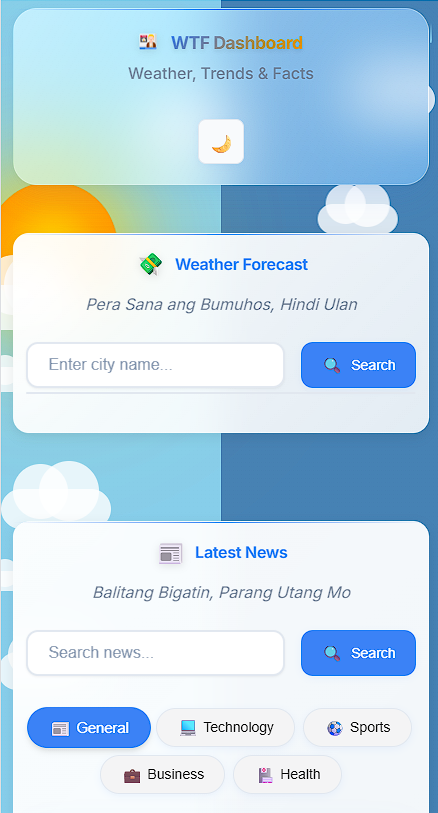 WTF Dashboard
Weather, Trends & Facts
Weather Forecast
Pera Sana ang Bumuhos, Hindi Ulan
Enter city name...
Search
Latest News
Balitang Bigatin, Parang Utang Mo
Search news...
Search
General
Technology
Sports
Business
Health